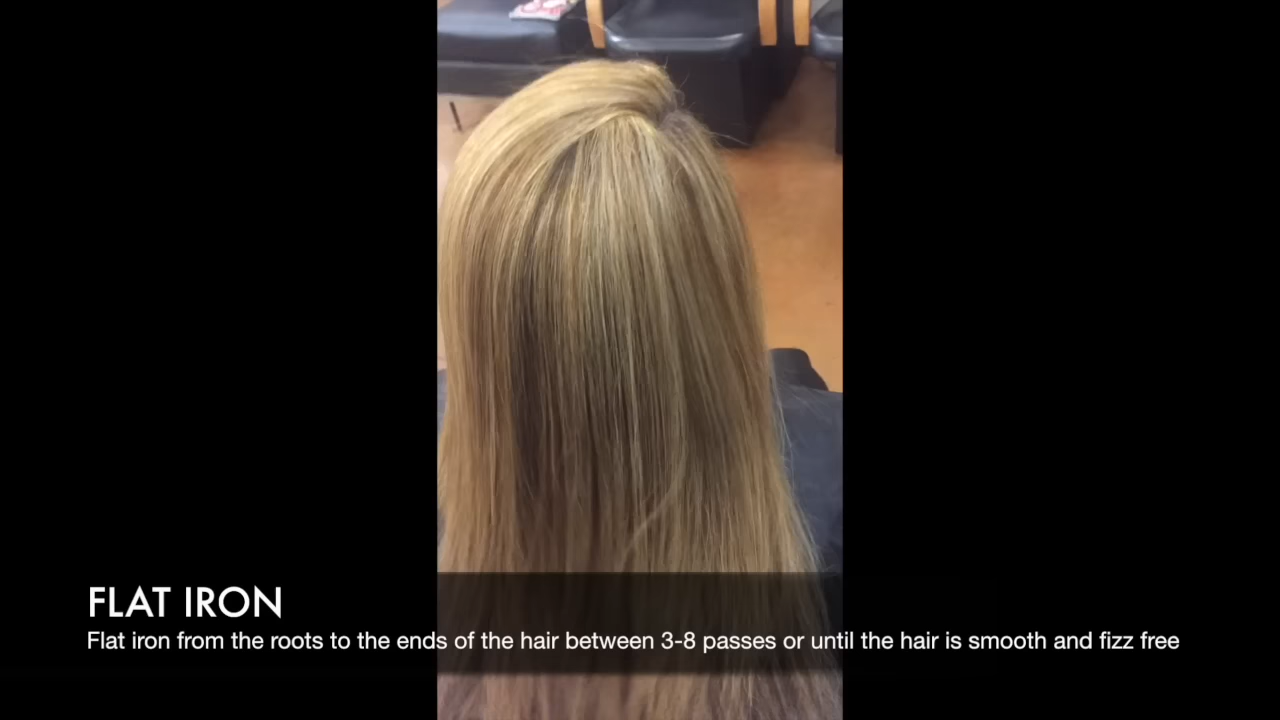 FLAT IRON
Flat iron from the roots to the ends of the hair between 3-8 passes or until the hair is smooth and fizz free